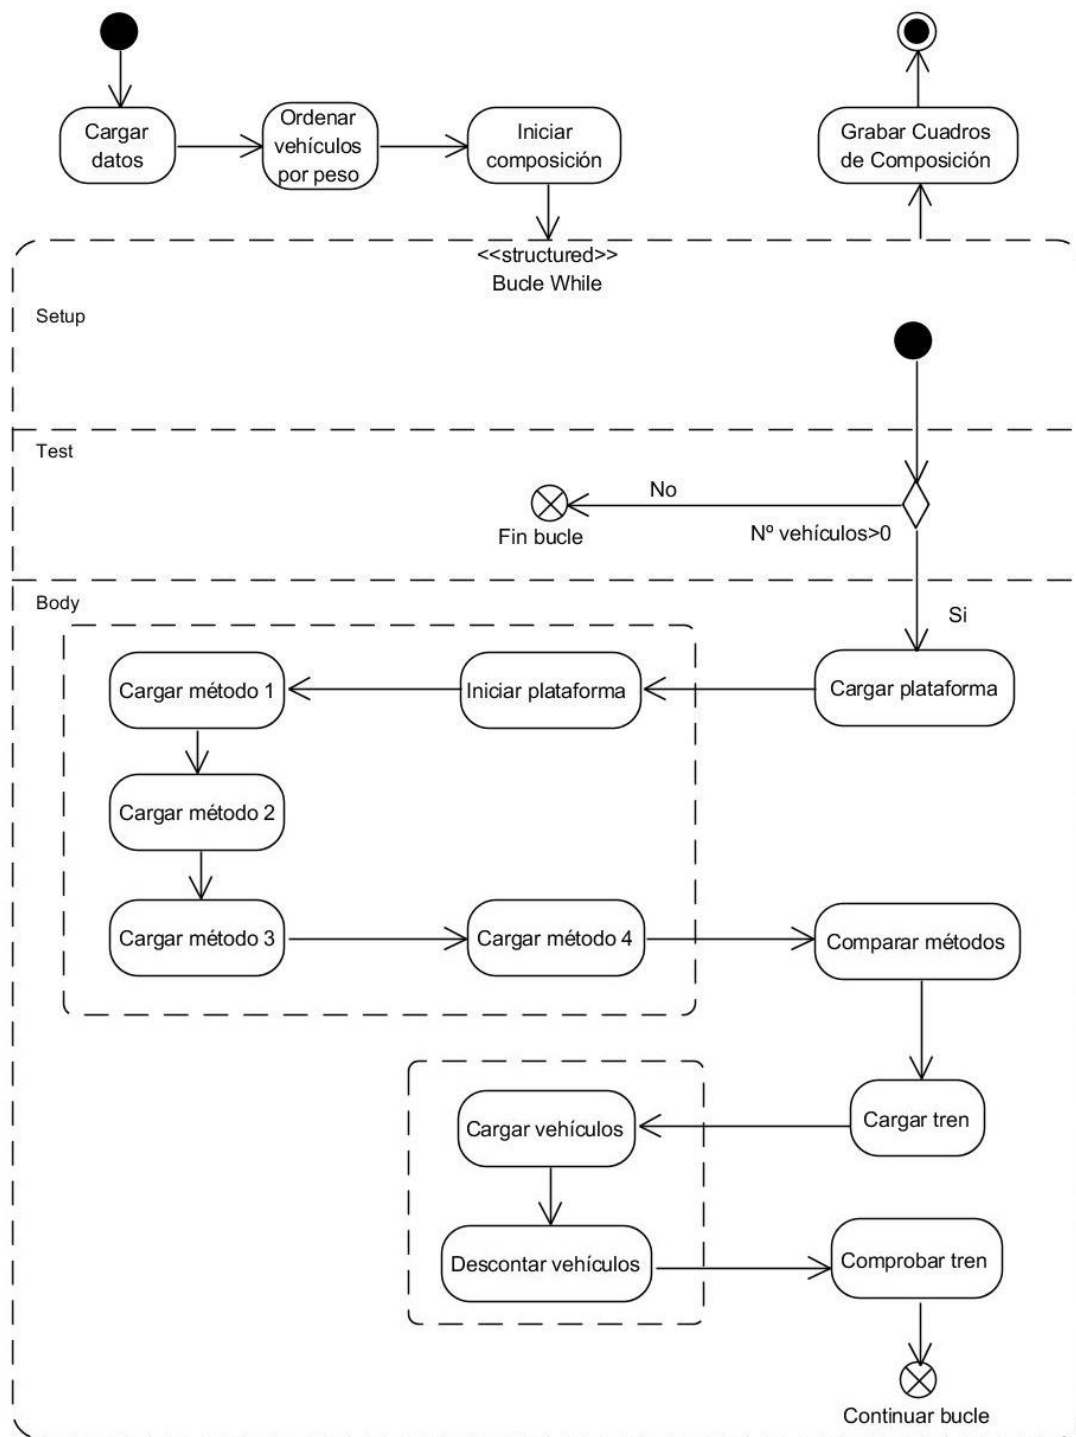 Cargar
datos
Ordenar
vehículos
por peso
Iniciar
composición
Grabar Cuadros
de Composición
<<structured>>
Bucle While
Setup
Test
No
Fin bucle
Nº vehículos>0
Body
Si
Cargar método 1
Iniciar plataforma
Cargar plataforma
Cargar método 2
Cargar método 3
Cargar método 4
Comparar métodos
Cargar vehículos
Cargar tren
Descontar vehículos
Comprobar tren
Continuar bucle